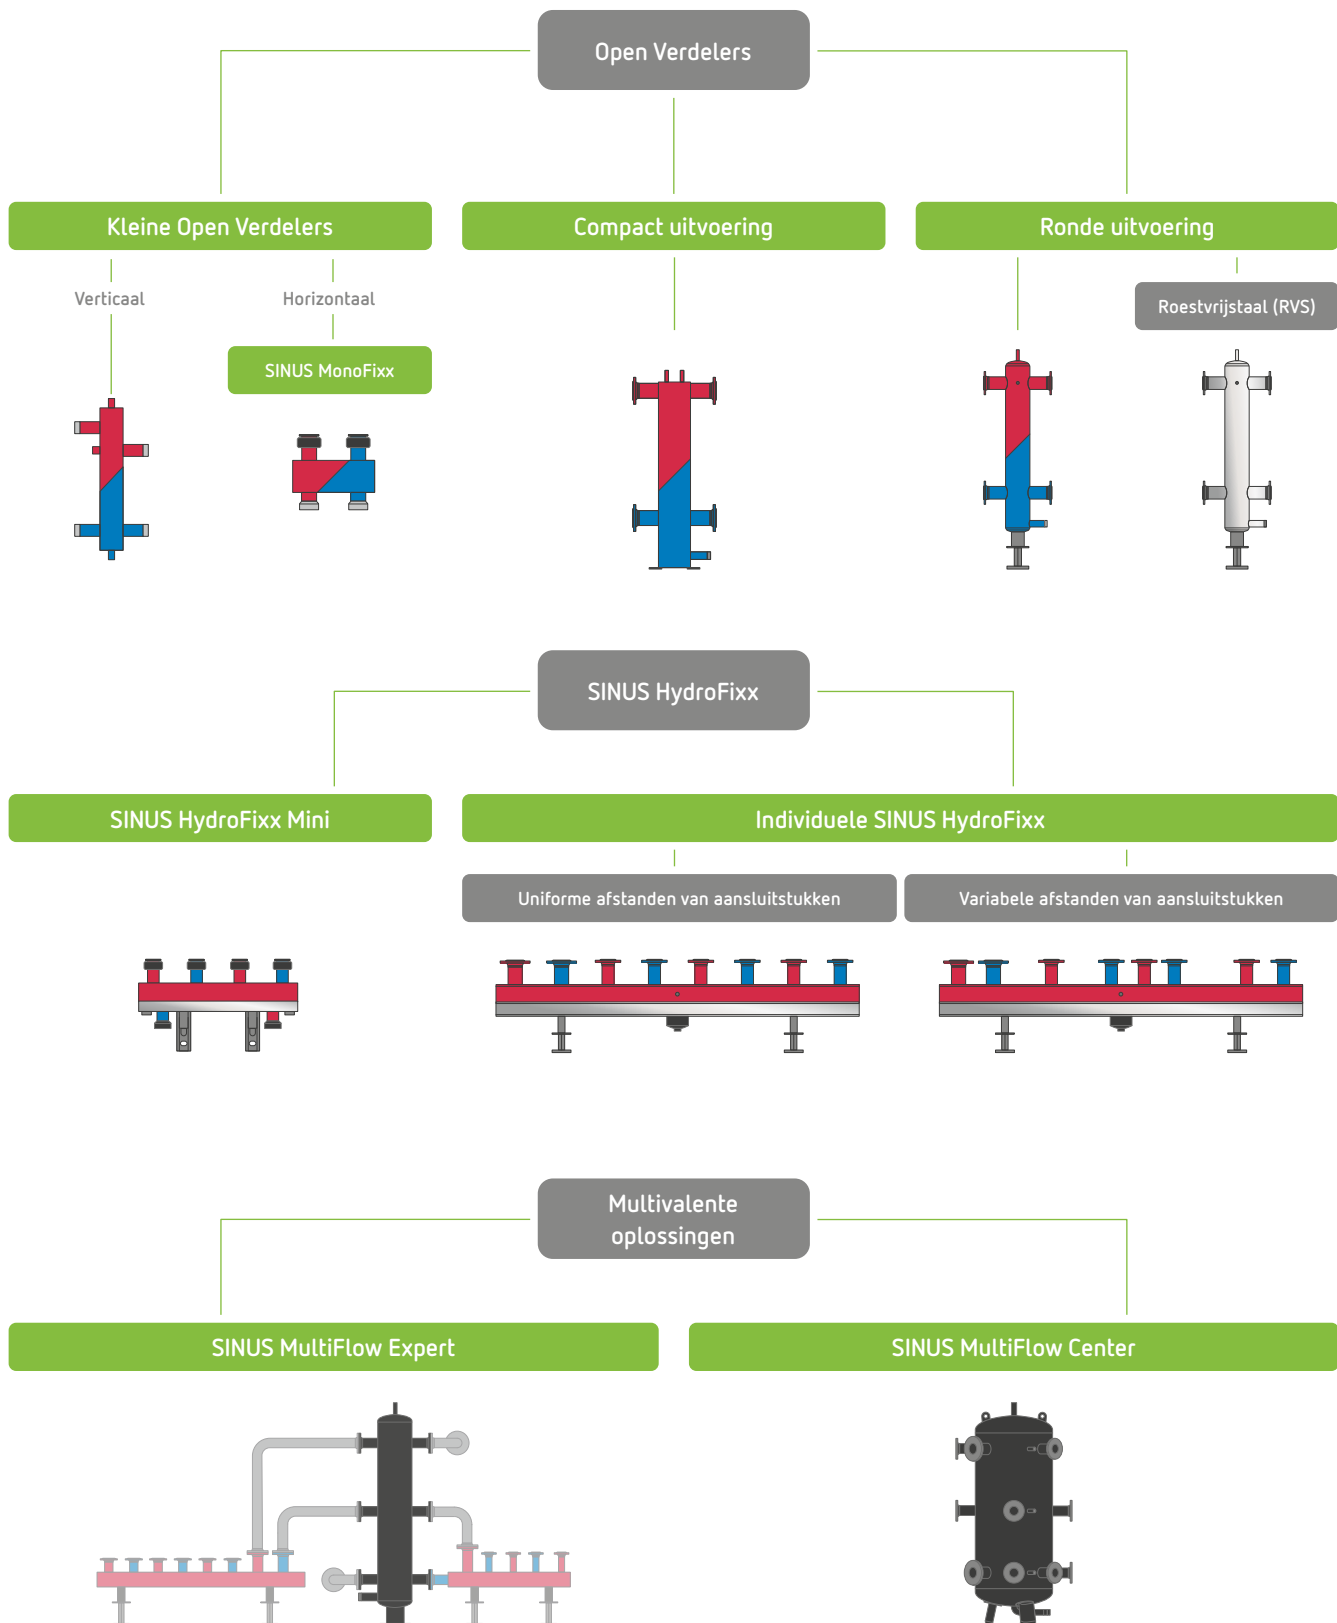 Open Verdelers
Kleine Open Verdelers
Compact uitvoering
Ronde uitvoering
Verticaal
Horizontaal
Roestvrijstaal (RVS)
SINUS MonoFixx
SINUS HydroFixx
SINUS HydroFixx Mini
Individuele SINUS HydroFixx
Uniforme afstanden van aansluitstukken
Variabele afstanden van aansluitstukken
Multivalente
oplossingen
SINUS MultiFlow Expert
SINUS MultiFlow Center